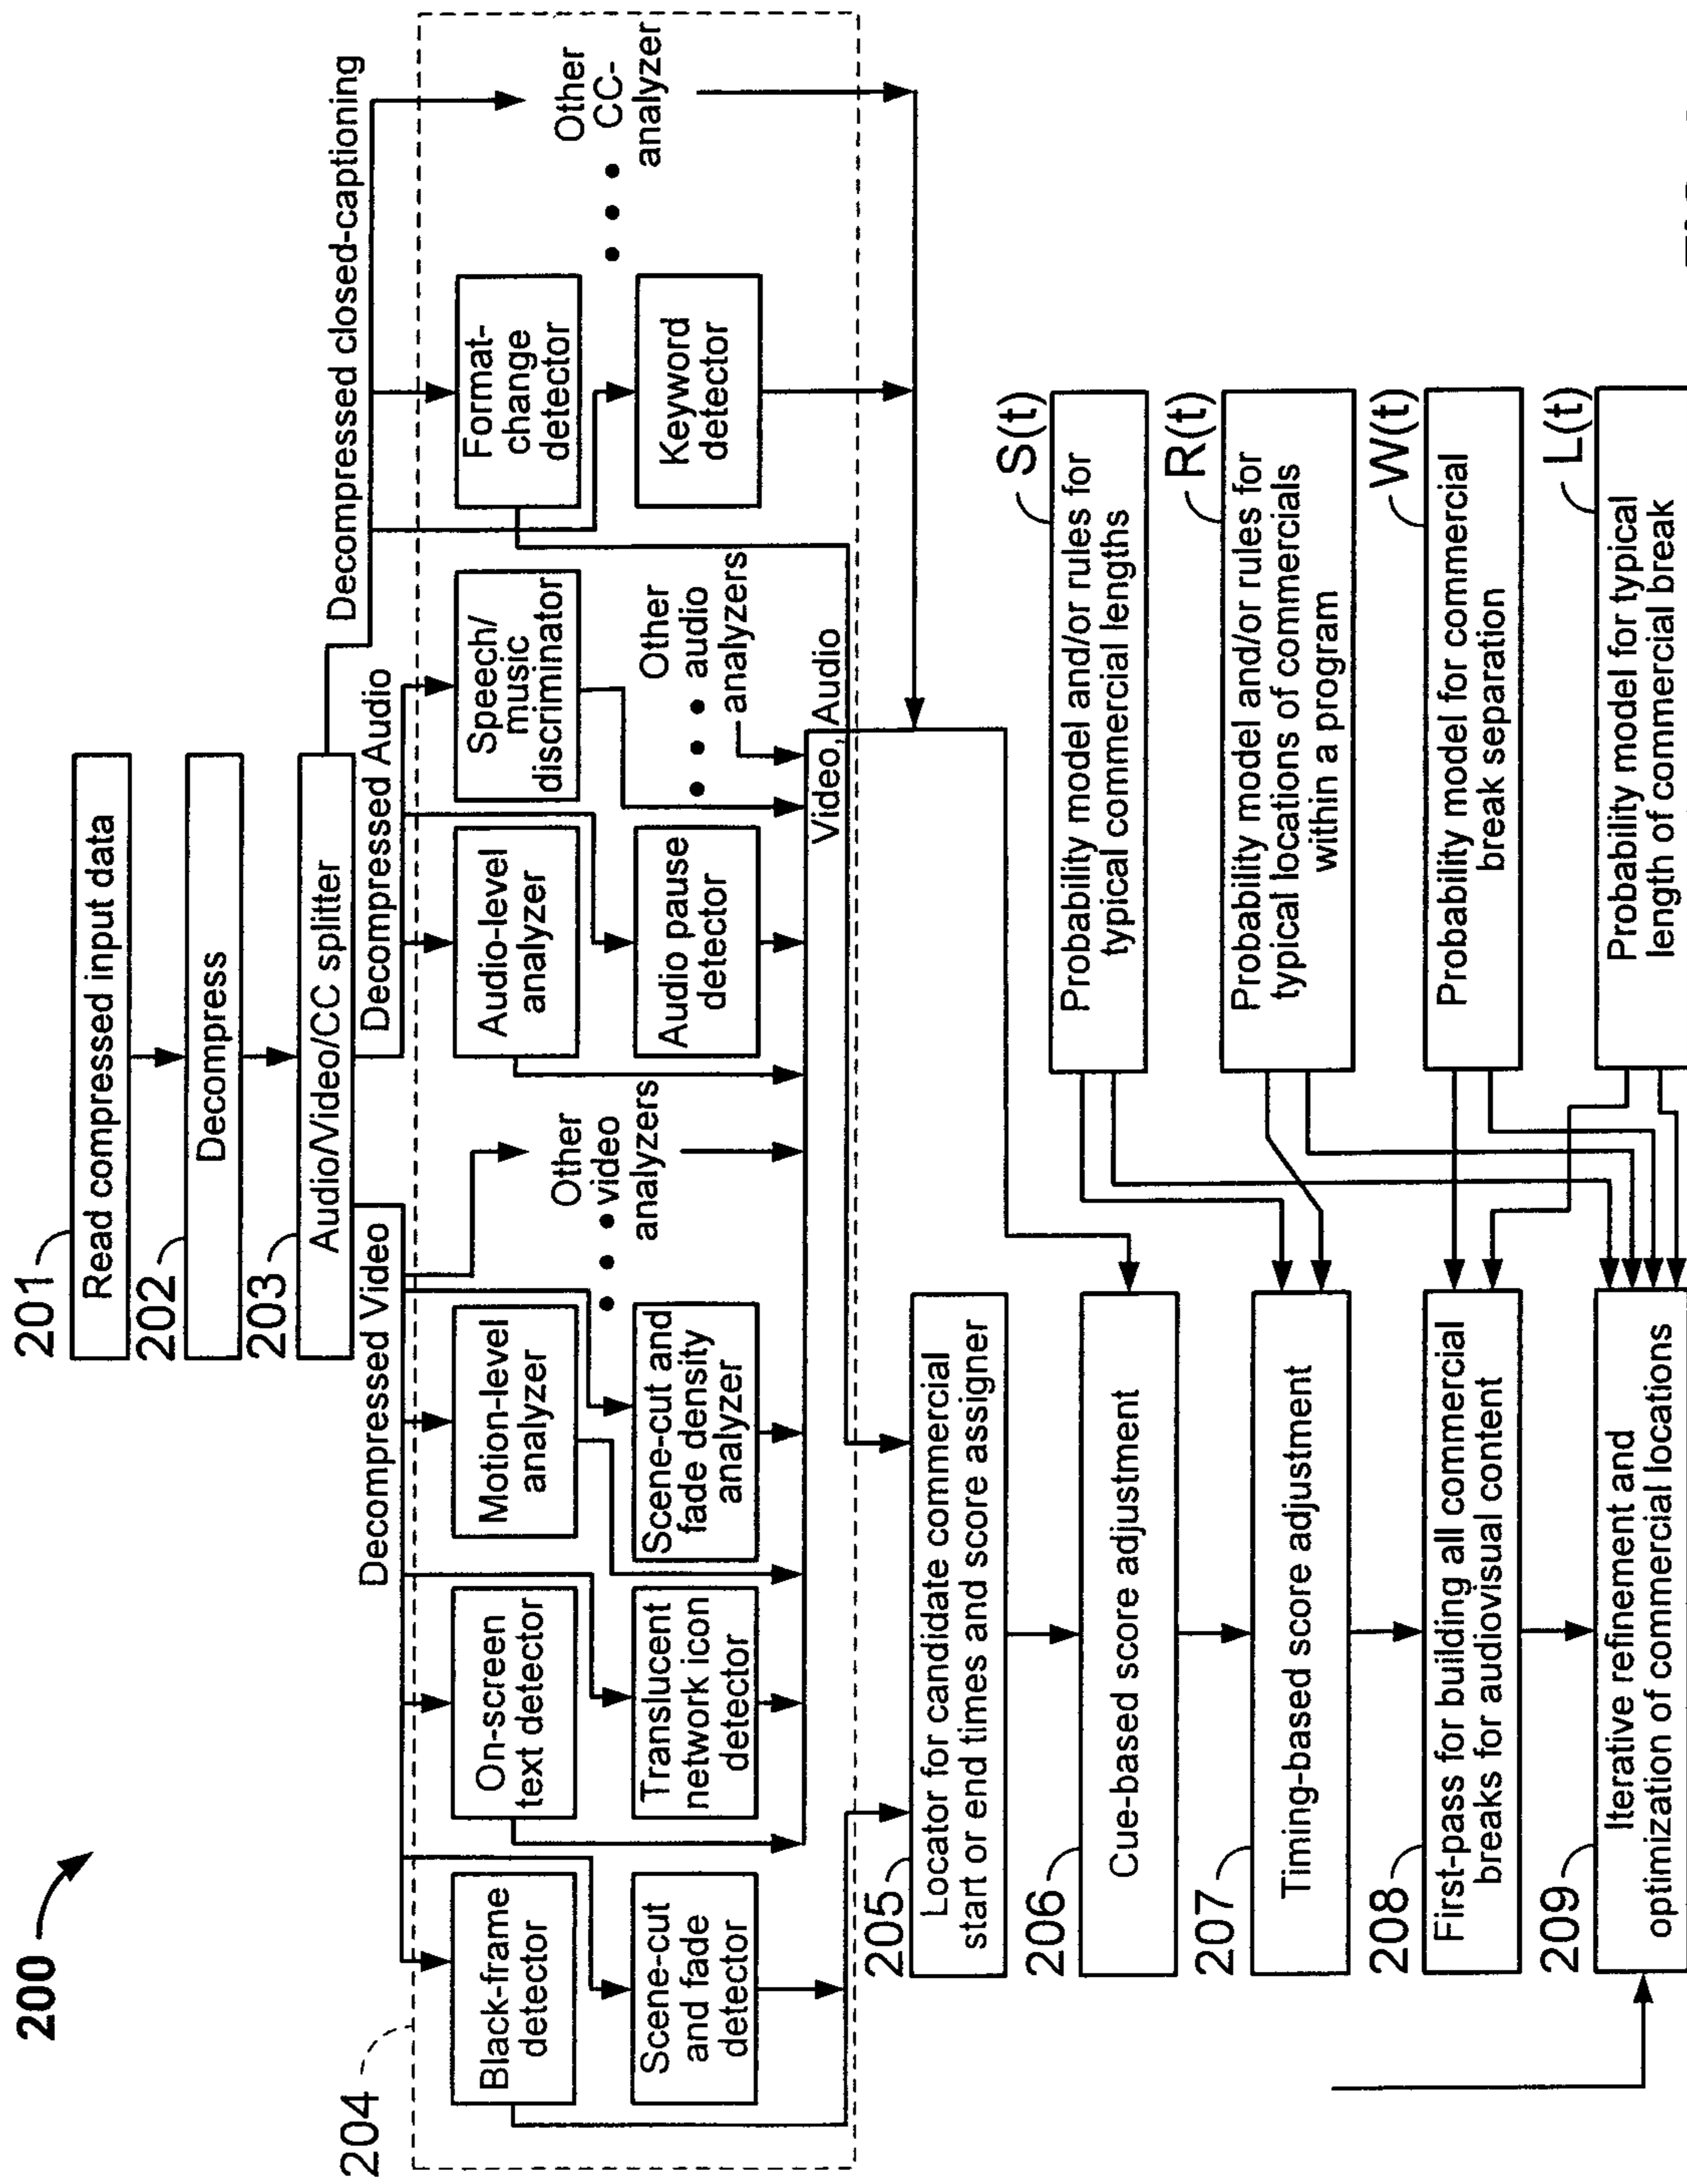 200
201
Read compressed input data
202
Decompress
203
Audio/Video/CC splitter
Decompressed Video
Decompressed Audio
Decompressed closed-captioning
204
Black-frame
detector
On-screen
text detector
Motion-level
analyzer
Other
video
analyzers
Audio-level
analyzer
Speech/
music
discriminator
Format-
change
detector
Other
CC-
analyzer
Scene-cut
and fade
detector
Translucent
network icon
detector
Scene-cut and
fade density
analyzer
Audio pause
detector
Other
audio
analyzers
Keyword
detector
Video, Audio
205
Locator for candidate commercial
start or end times and score assigner
206
Cue-based score adjustment
S(t)
Probability model and/or rules for
typical commercial lengths
207
Timing-based score adjustment
R(t)
Probability model and/or rules for
typical locations of commercials
within a program
208
First-pass for building all commercial
breaks for audiovisual content
W(t)
Probability model for commercial
break separation
209
Iterative refinement and
optimization of commercial locations
L(t)
Probability model for typical
length of commercial break